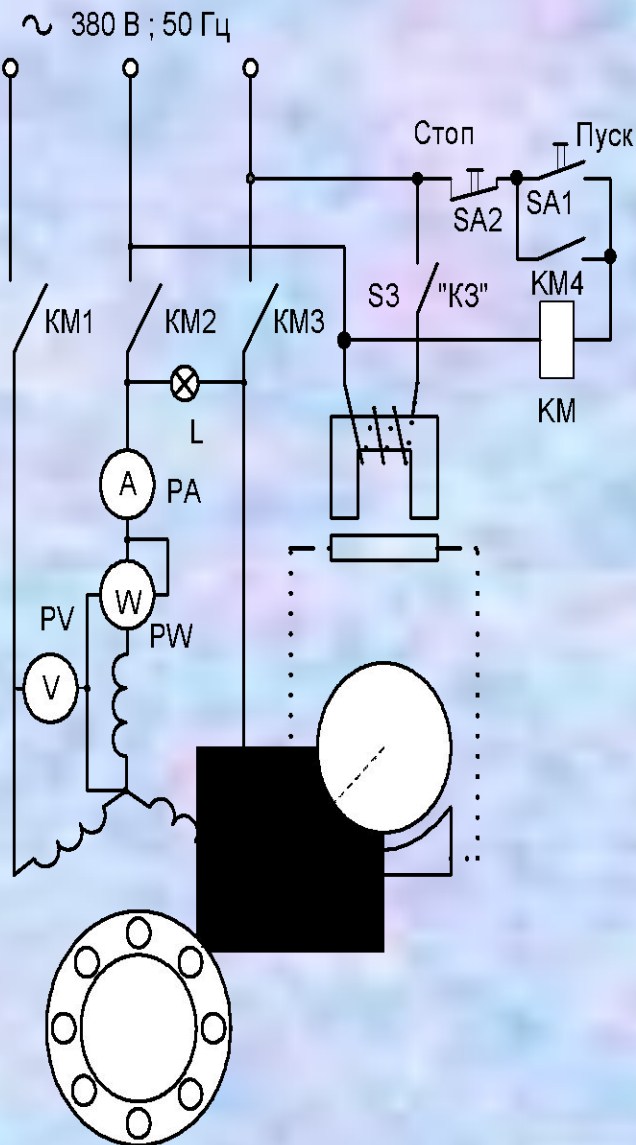 ~ 380 В ; 50 Гц
Стоп
Пуск
SA2
SA1
S3
"КЗ"
КМ4
КМ1
КМ2
КМ3
КМ
L
A
PA
W
PV
PW
V